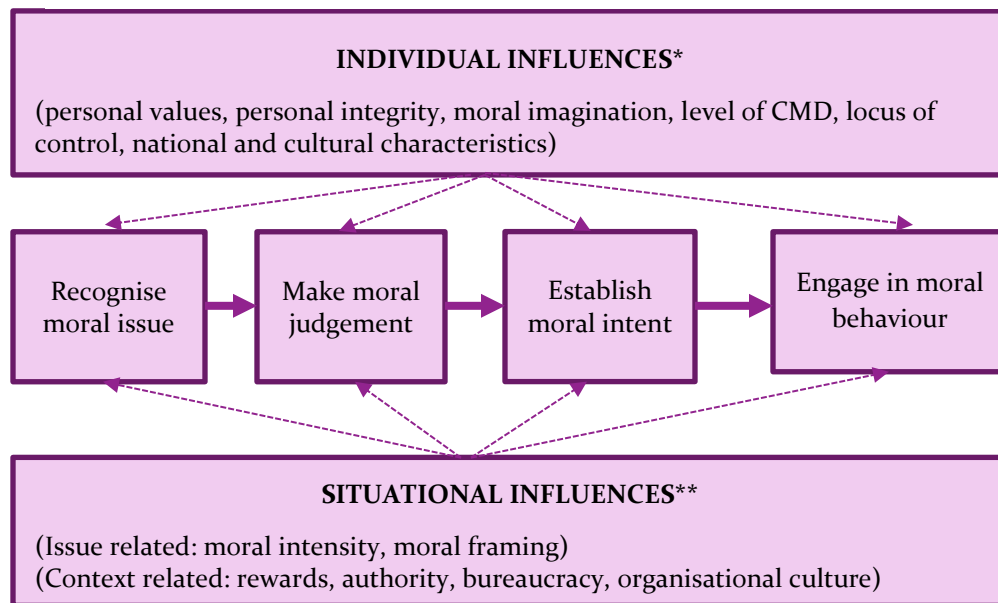 INDIVIDUAL INFLUENCES*
(personal values, personal integrity, moral imagination, level of CMD, locus of
control, national and cultural characteristics)
Recognise
moral issue
Make moral
judgement
Establish
moral intent
Engage in moral
behaviour
SITUATIONAL INFLUENCES**
(Issue related: moral intensity, moral framing)
(Context related: rewards, authority, bureaucracy, organisational culture)